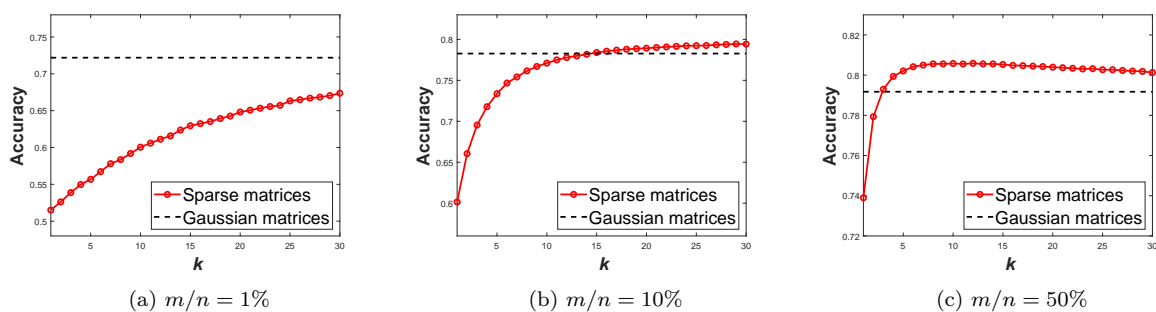 Accuracy
0.75
0.7
0.65
0.6
0.55
0.5
Sparse matrices
Gaussian matrices
5 10 15 20 25 30
k
(a) m/n = 1%
Accuracy
0.8
0.75
0.7
0.65
0.6
Sparse matrices
Gaussian matrices
5 10 15 20 25 30
k
(b) m/n = 10%
Accuracy
0.82
0.8
0.78
0.76
0.74
0.72
Sparse matrices
Gaussian matrices
5 10 15 20 25 30
k
(c) m/n = 50%